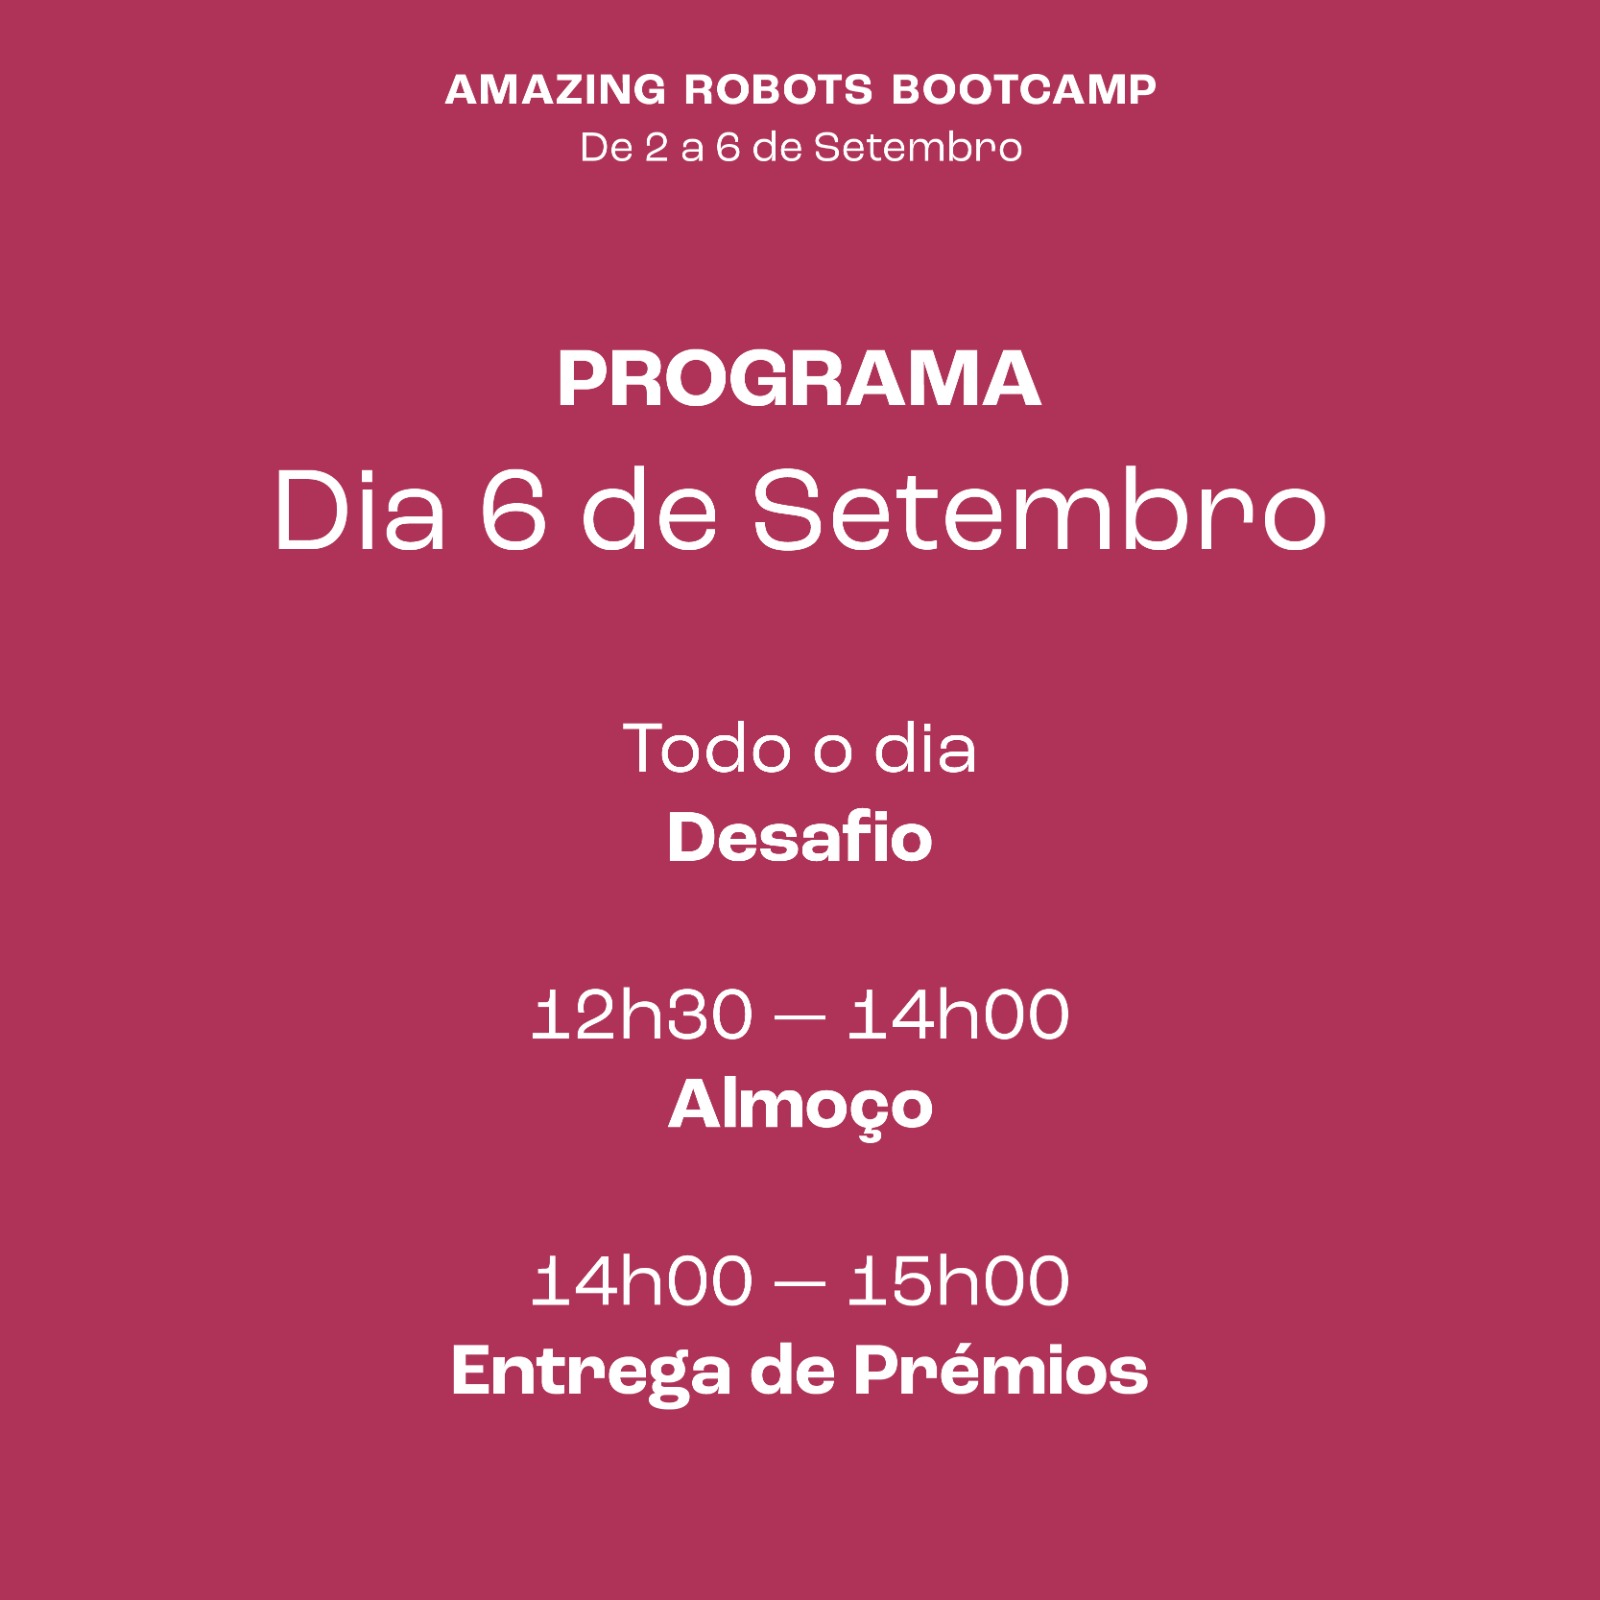 AMAZING ROBOTS BOOTCAMP
De 2 a 6 de Setembro
PROGRAMA
Dia 6 de Setembro
Todo o dia
Desafio
12h30 — 14h00
Almoço
14h00 — 15h00
Entrega de Prémios